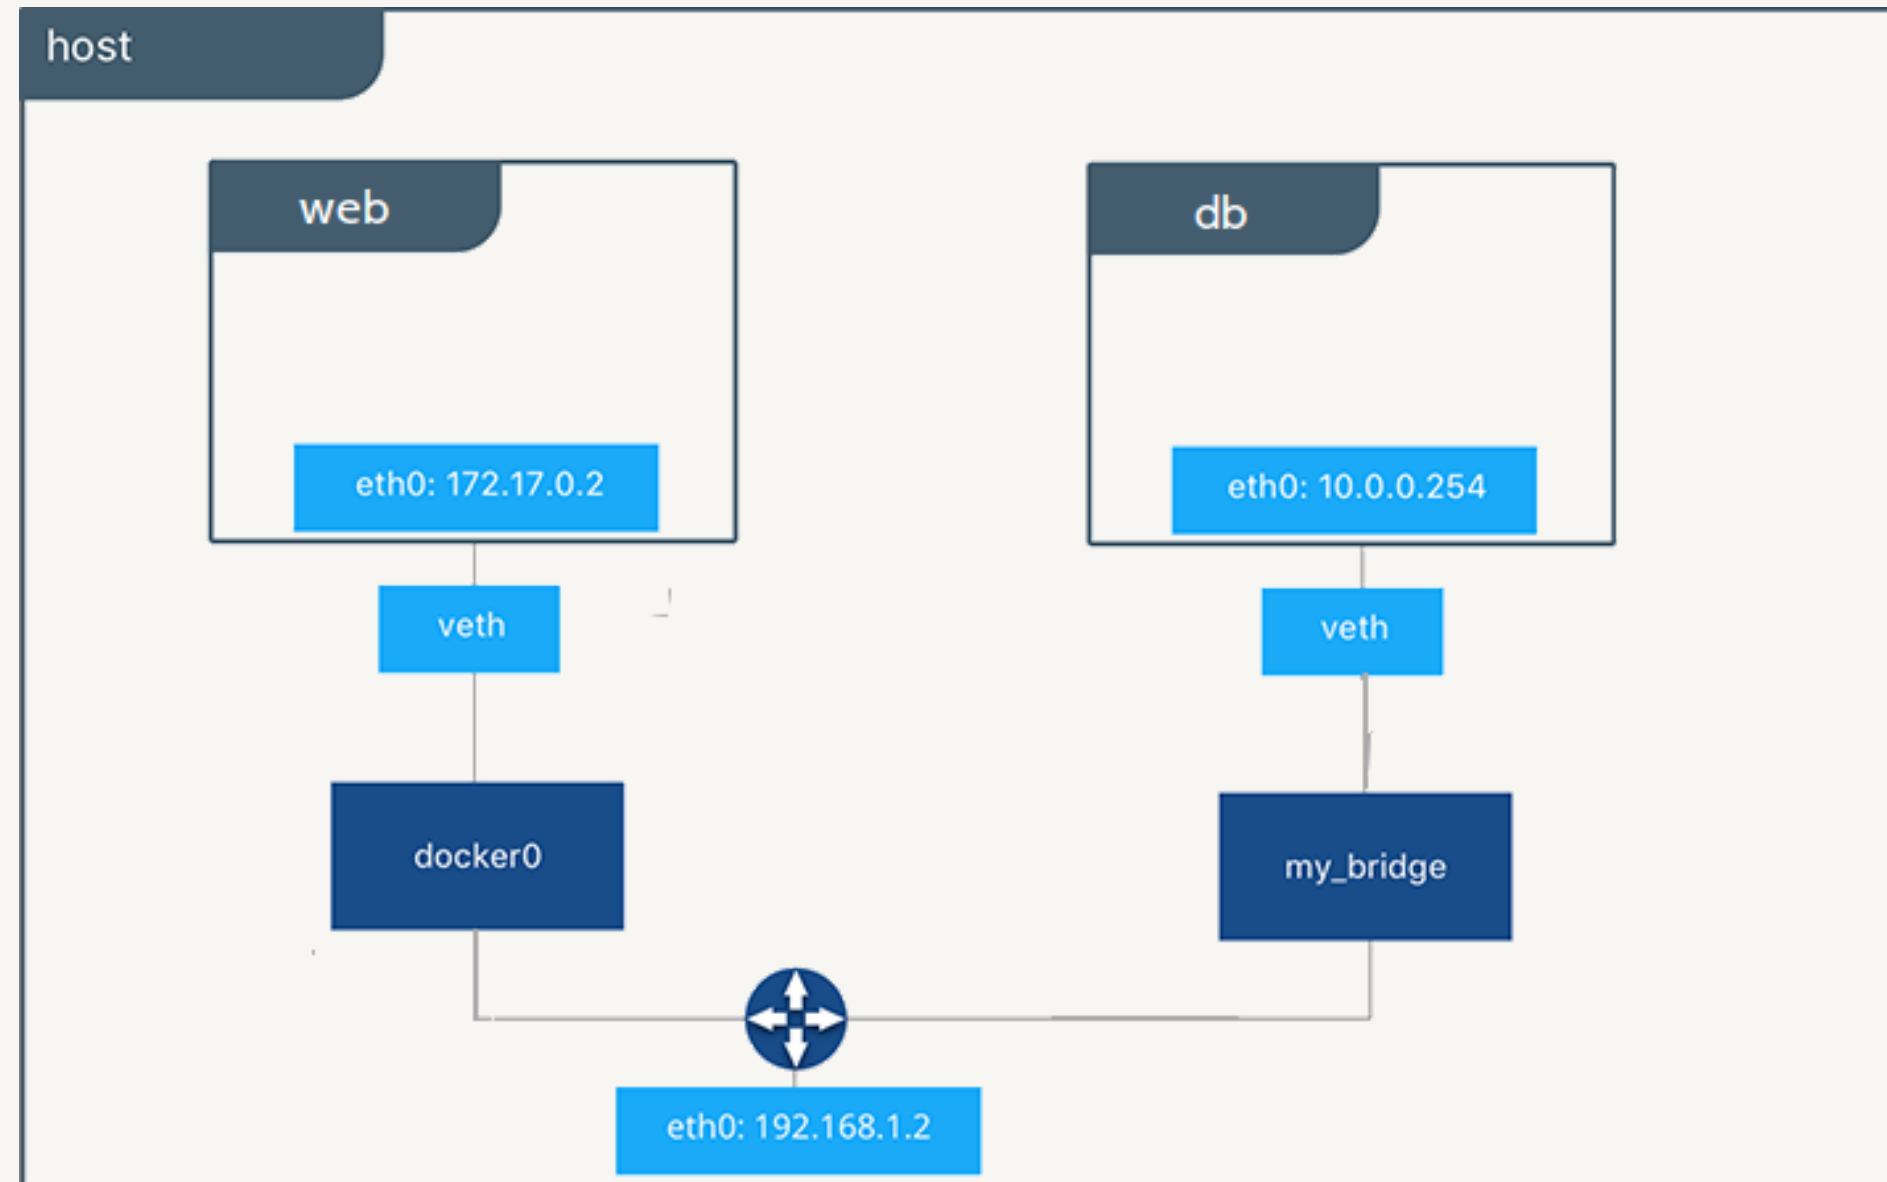 host
web
db
eth0: 172.17.0.2
eth0: 10.0.0.254
veth
veth
docker0
my_bridge
eth0: 192.168.1.2